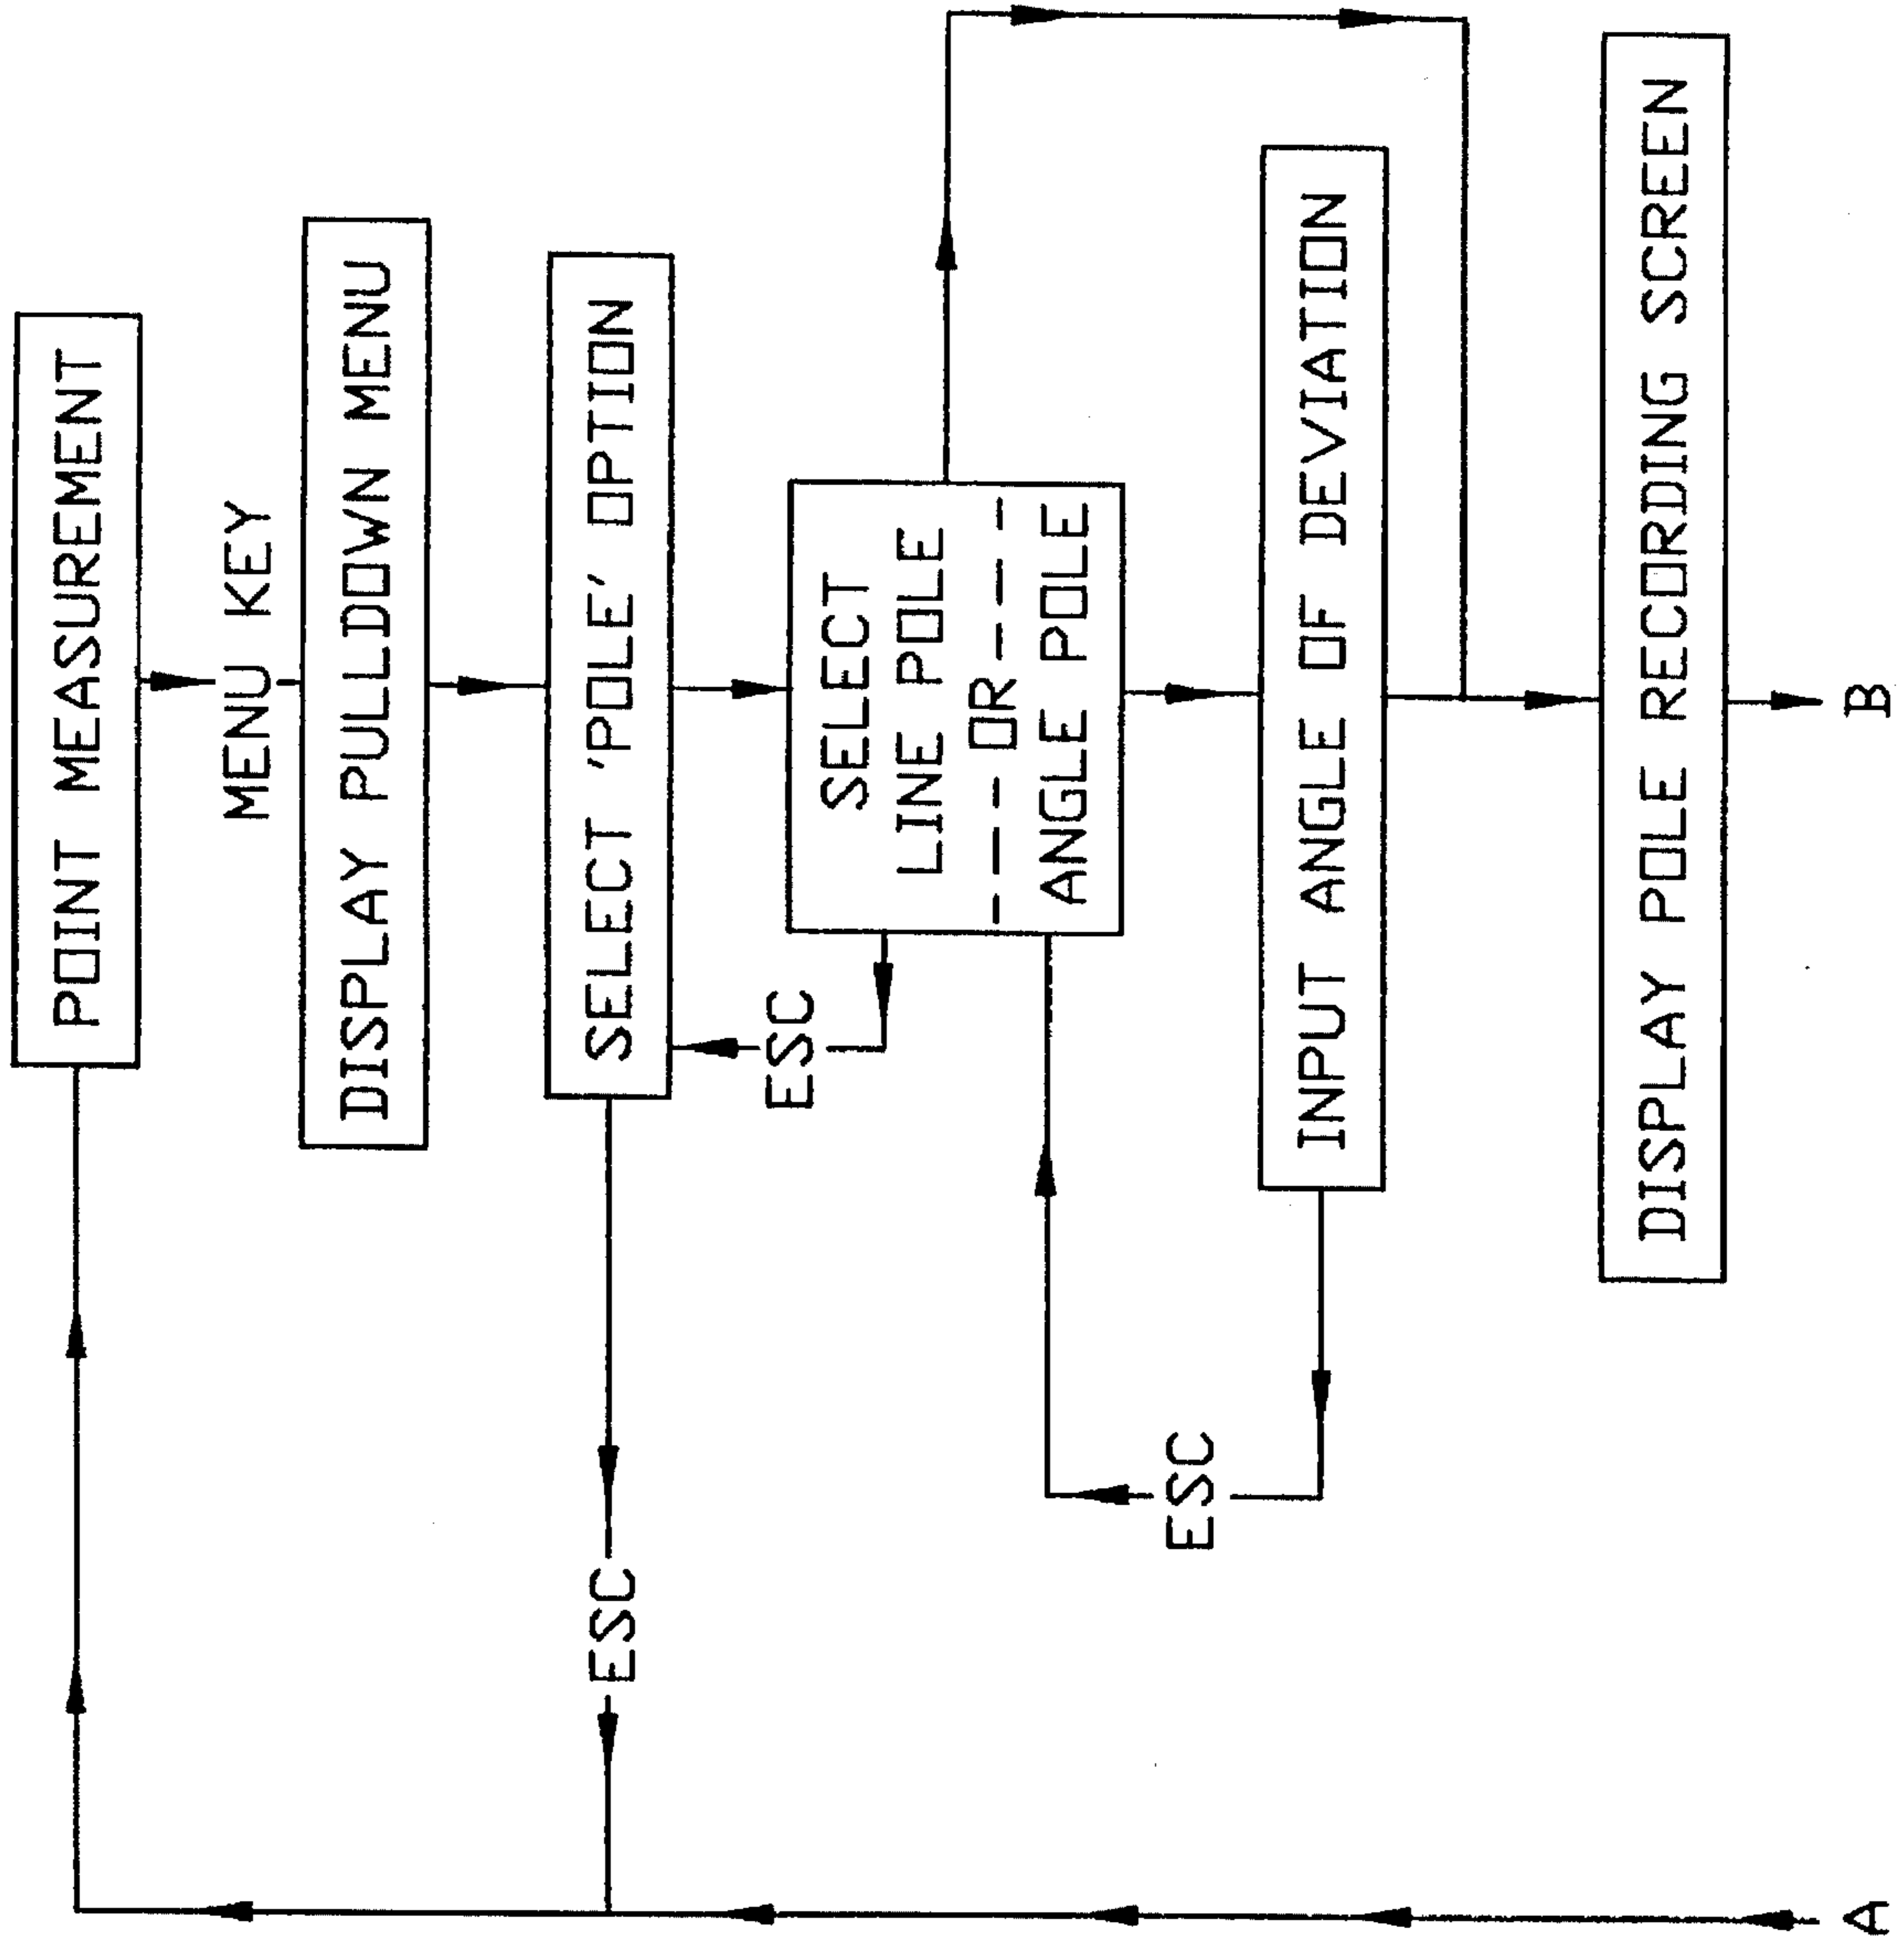 POINT MEASUREMENT
MENU KEY
DISPLAY PULLDOWN MENU
SELECT 'POLE' OPTION
ESC
ESC
SELECT
LINE POLE
OR
ANGLE POLE
ESC
INPUT ANGLE OF DEVIATION
DISPLAY POLE RECORDING SCREEN
A
B